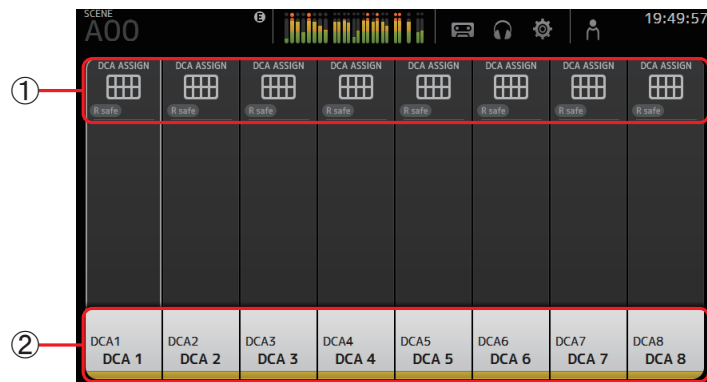 SCENE
A00
E
19:49:57
①
DCA ASSIGN DCA ASSIGN DCA ASSIGN DCA ASSIGN DCA ASSIGN DCA ASSIGN DCA ASSIGN DCA ASSIGN
R safe R safe R safe R safe R safe R safe R safe R safe
②
DCA1 DCA2 DCA3 DCA4 DCA5 DCA6 DCA7 DCA8
DCA 1 DCA 2 DCA 3 DCA 4 DCA 5 DCA 6 DCA 7 DCA 8